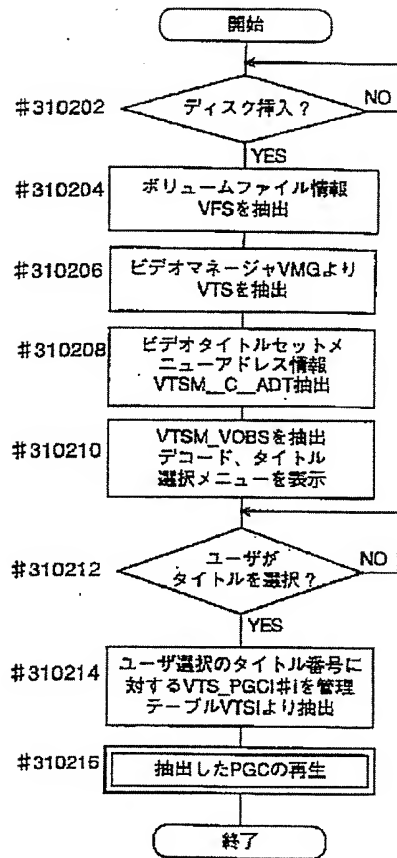 開始
#310202
ディスク挿入？
NO
YES
#310204
ボリュームファイル情報
VFSを抽出
#310206
ビデオマネージャVMGより
VTSを抽出
#310208
ビデオタイトルセットメ
ニューアドレス情報
VTSM__C__ADT抽出
#310210
VTSM_VOBSを抽出
デコード、タイトル
選択メニューを表示
#310212
ユーザが
タイトルを選択？
NO
YES
#310214
ユーザ選択のタイトル番号に
対するVTS_PGCI#iを管理
テーブルVTSIより抽出
#310216
抽出したPGCの再生
終了